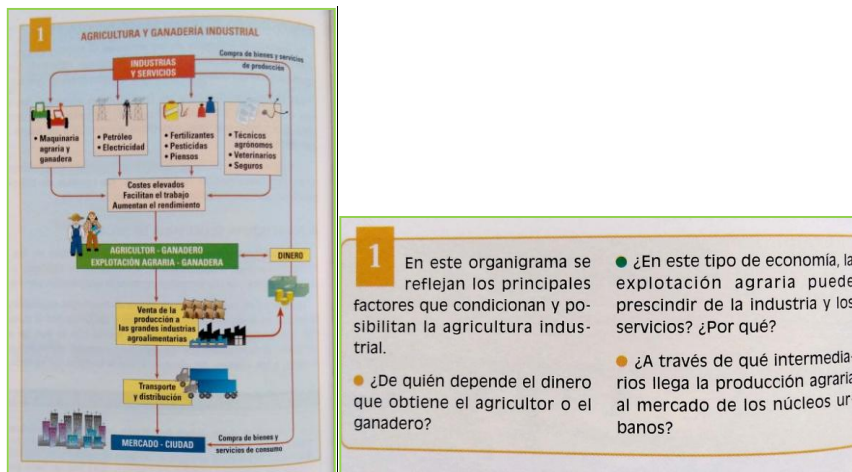 1
AGRICULTURA Y GANADERÍA INDUSTRIAL
Compra de bienes y servicios
de producción
INDUSTRIAS
Y SERVICIOS
• Maquinaria
agraria y
ganadera
• Petróleo
• Electricidad
• Fertilizantes
• Pesticidas
• Piensos
• Técnicos
agrónomos
• Veterinarios
• Seguros
Costes elevados
Facilitan el trabajo
Aumentan el rendimiento
AGRICULTOR - GANADERO
EXPLOTACIÓN AGRARIA - GANADERA
DINERO
Venta de la
producción a
las grandes industrias
agroalimentarias
Transporte
y distribución
MERCADO - CIUDAD
Compra de bienes y
servicios de consumo
1
En este organigrama se
reflejan los principales
factores que condicionan y po-
sibilitan la agricultura indus-
trial.
● ¿De quién depende el dinero
que obtiene el agricultor o el
ganadero?
● ¿En este tipo de economía, la
explotación agraria puede
prescindir de la industria y los
servicios? ¿Por qué?
● ¿A través de qué intermedia-
rios llega la producción agraria
al mercado de los núcleos ur
banos?